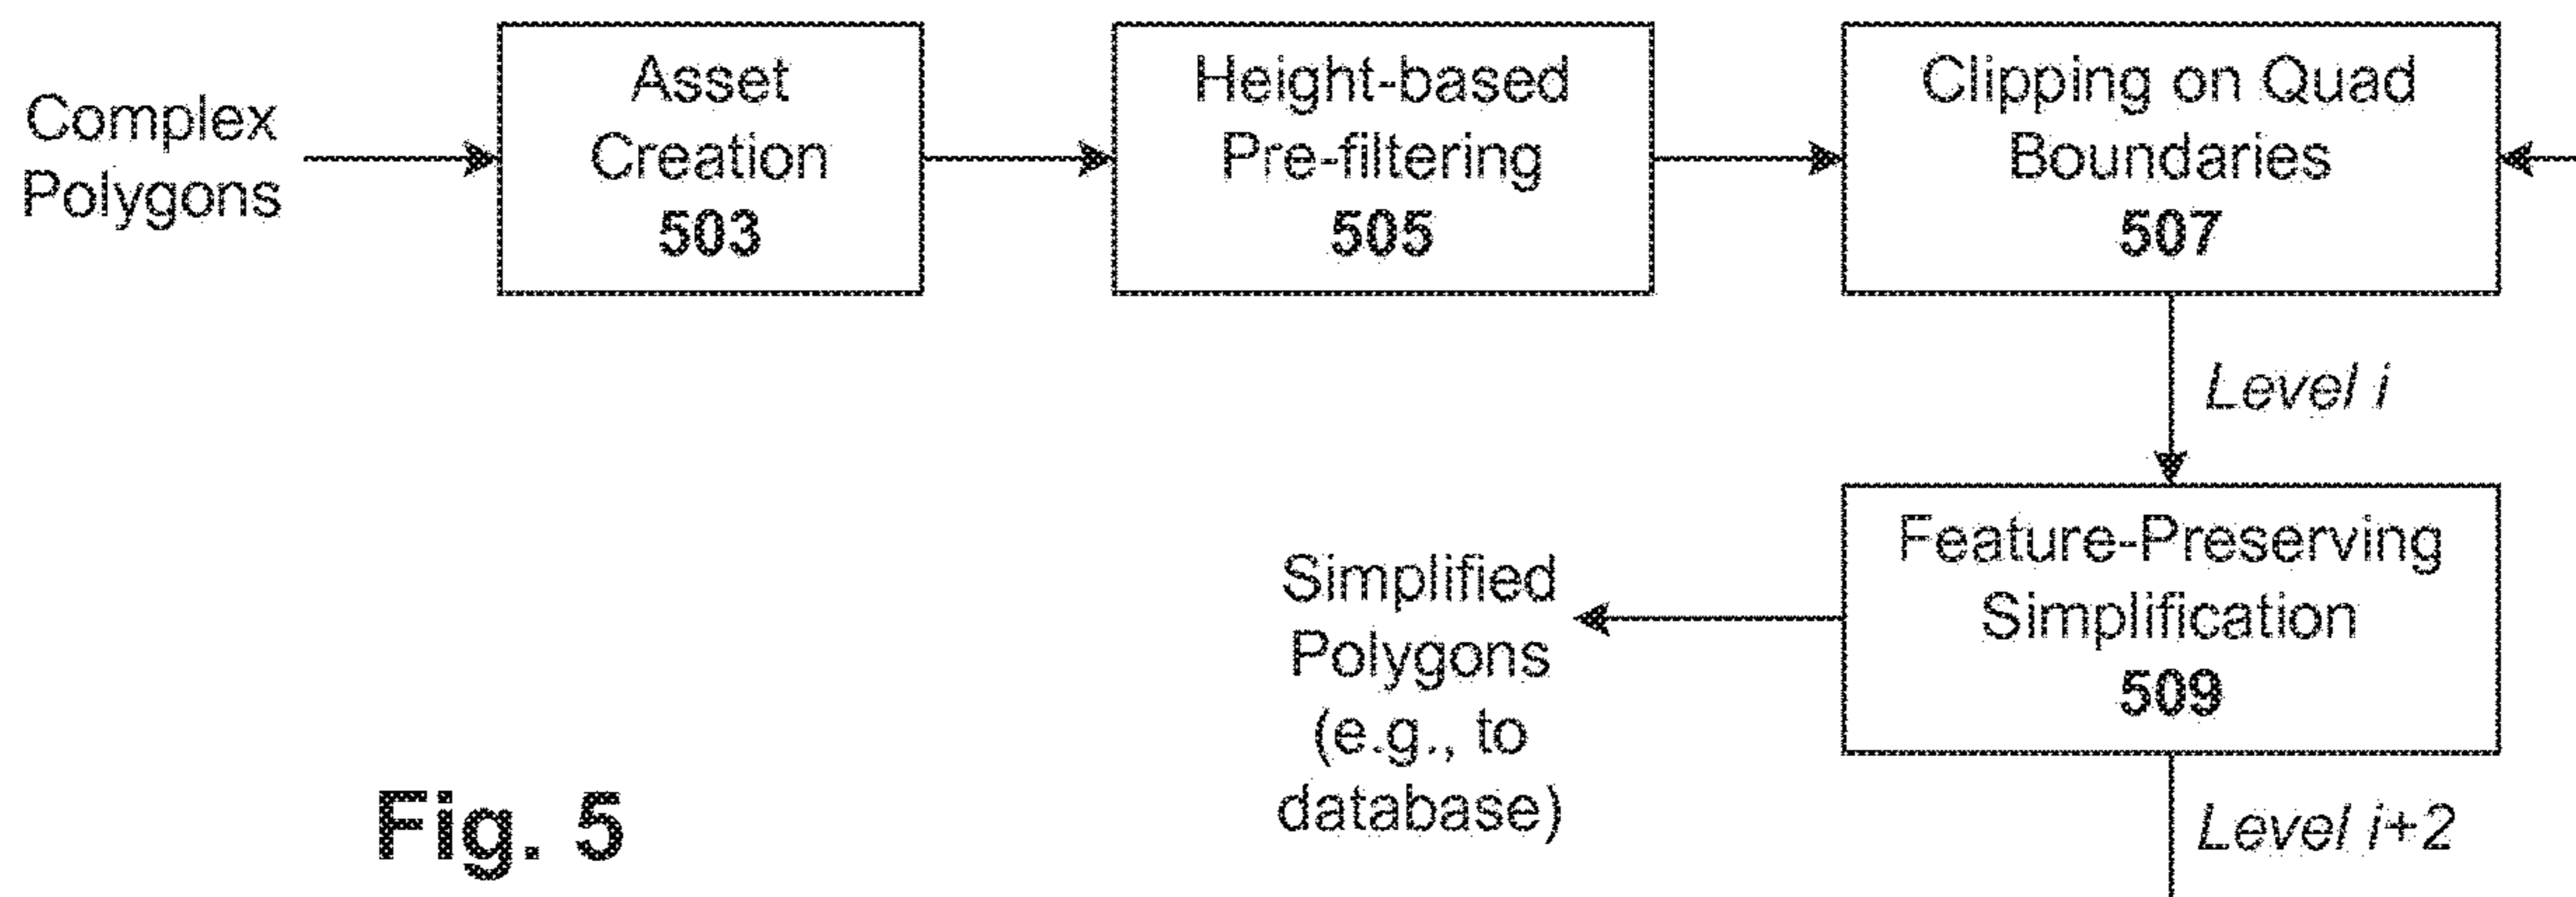 Complex
Polygons
Asset
Creation
503
Height-based
Pre-filtering
505
Clipping on Quad
Boundaries
507
Level i
Feature-Preserving
Simplification
509
Simplified
Polygons
(e.g., to
database)
Level i+2
Fig. 5